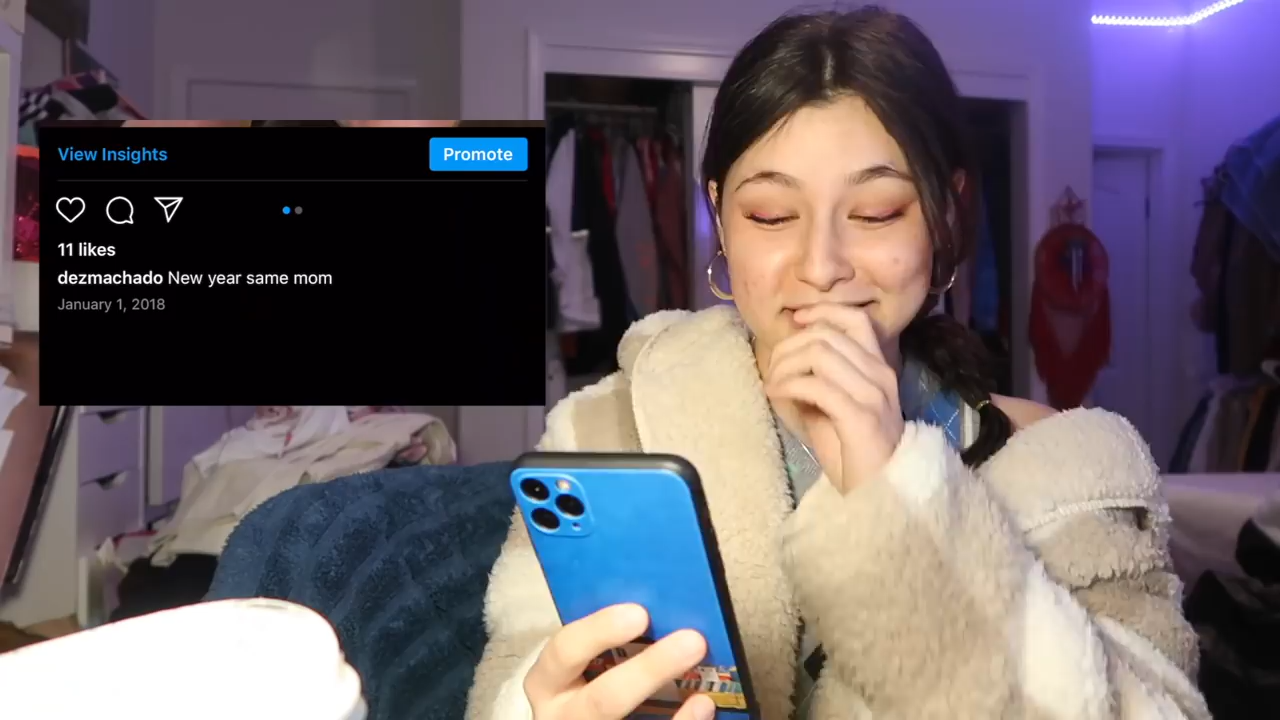 View Insights
Promote
11 likes
dezmachado New year same mom
January 1, 2018